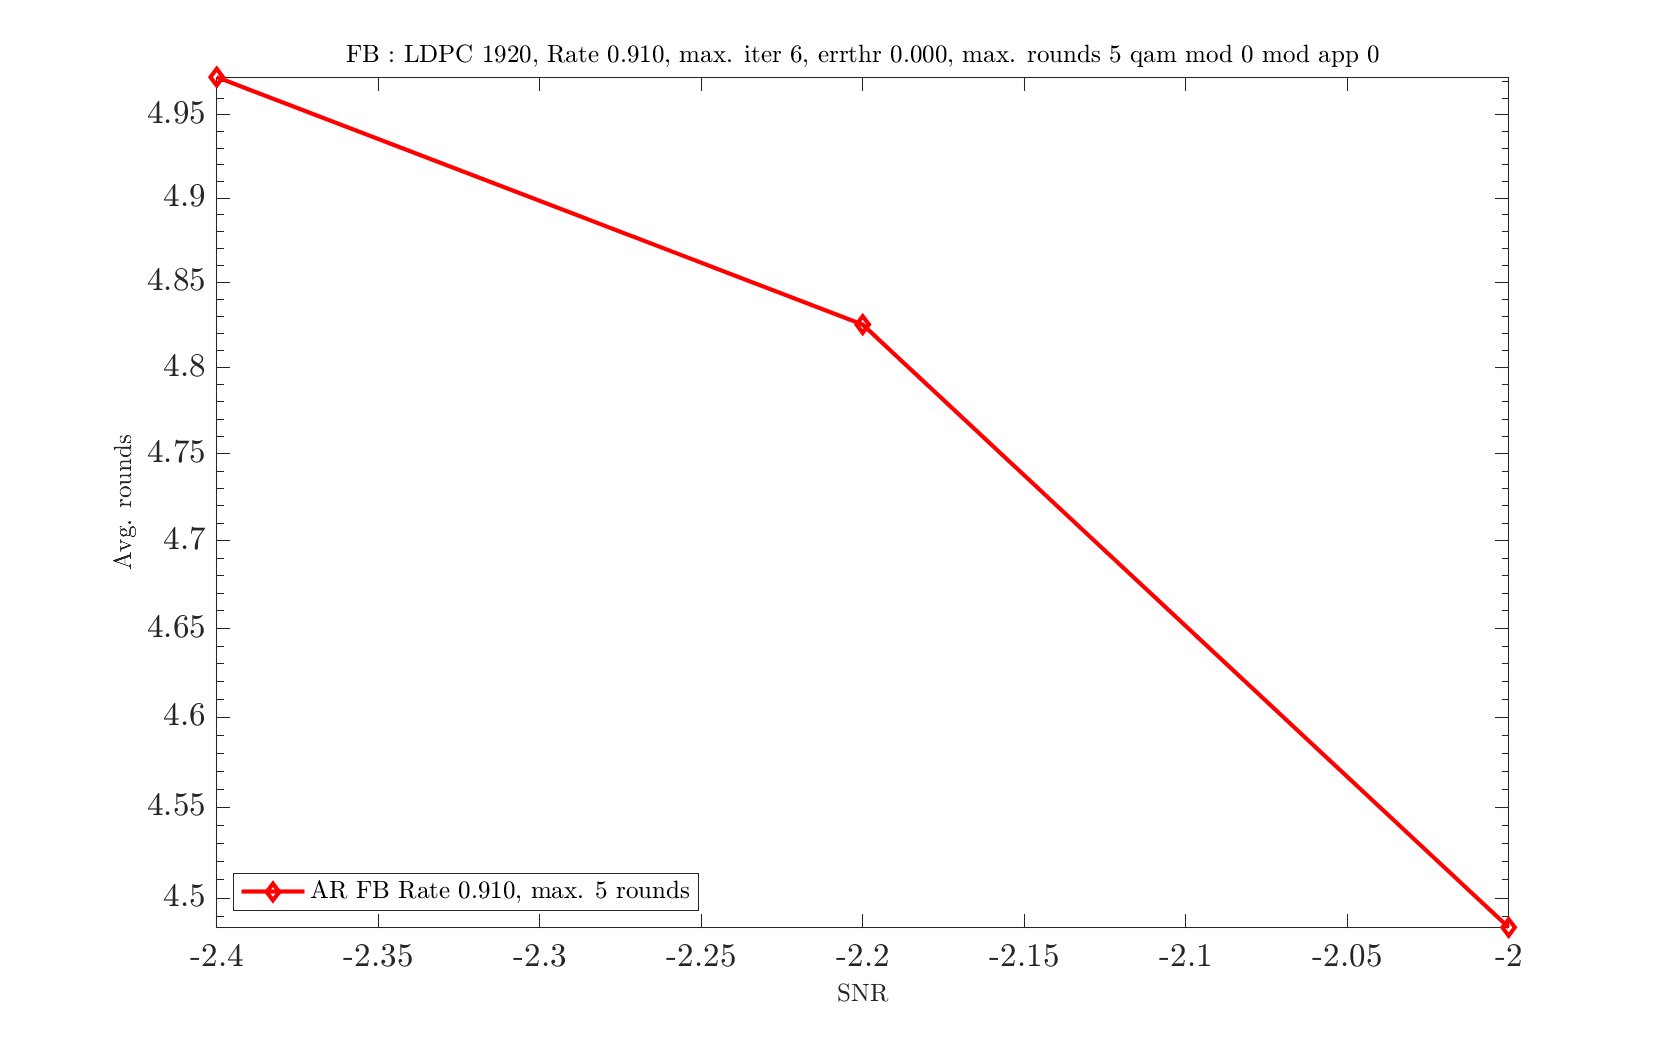 FB : LDPC 1920, Rate 0.910, max. iter 6, errthr 0.000, max. rounds 5 qam mod 0 mod app 0
4.95
4.9
4.85
4.8
4.75
4.7
4.65
4.6
4.55
4.5
Avg. rounds
AR FB Rate 0.910, max. 5 rounds
-2.4 -2.35 -2.3 -2.25 -2.2 -2.15 -2.1 -2.05 -2
SNR